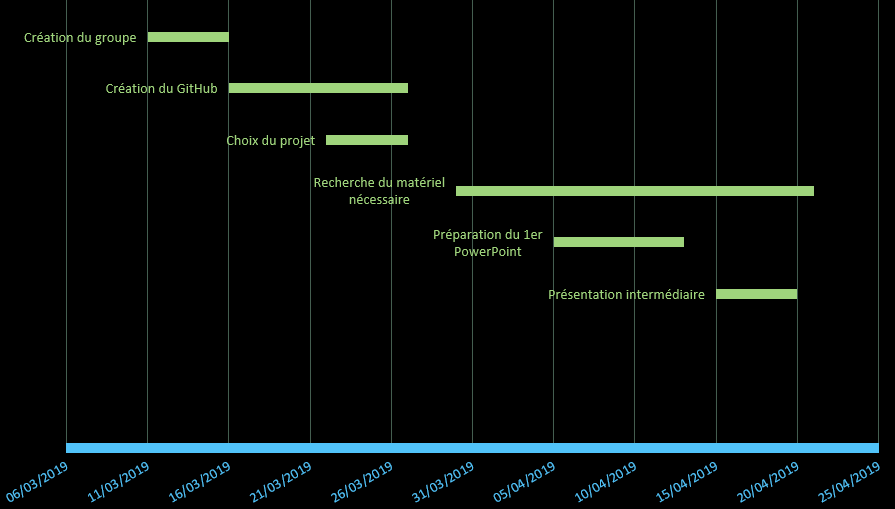 Création du groupe
Création du GitHub
Choix du projet
Recherche du matériel
nécessaire
Préparation du 1er
PowerPoint
Présentation intermédiaire
06/03/2019
11/03/2019
16/03/2019
21/03/2019
26/03/2019
31/03/2019
05/04/2019
10/04/2019
15/04/2019
20/04/2019
25/04/2019